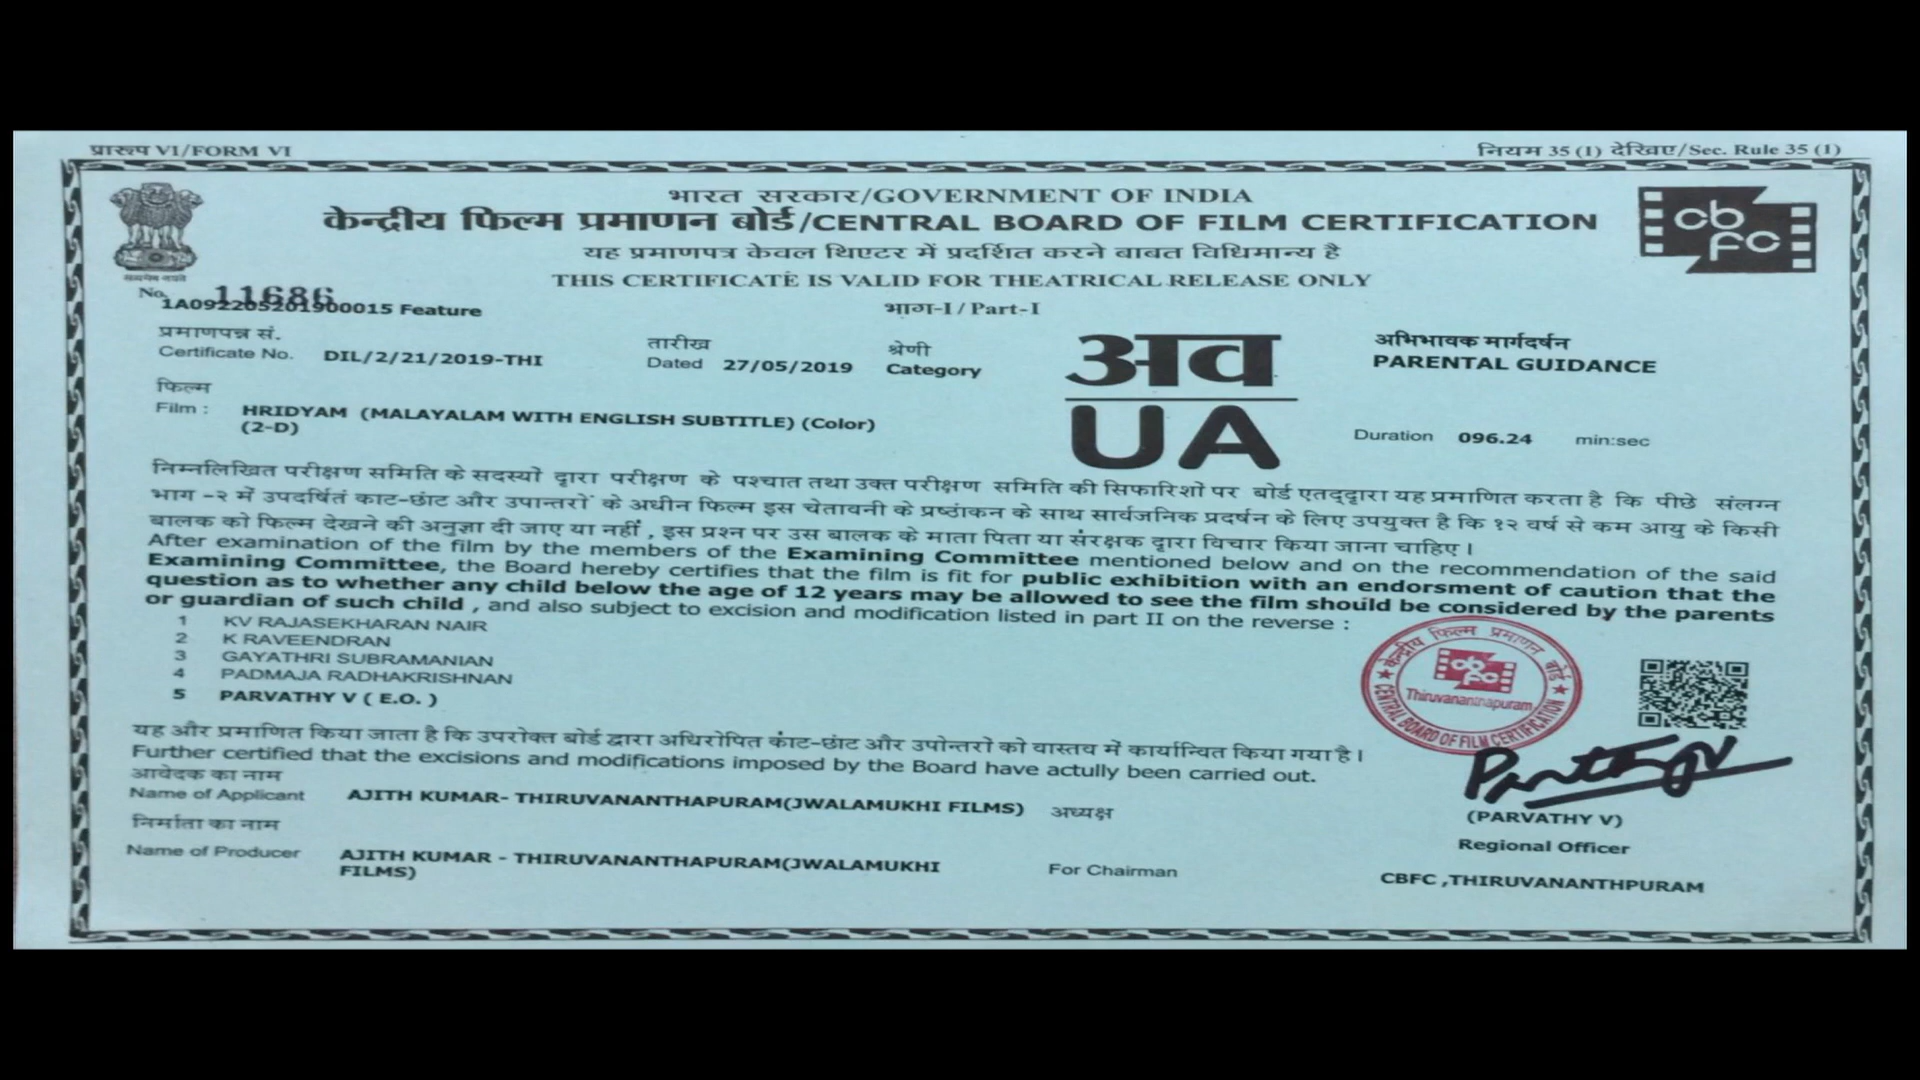 प्रारूप VI/FORM VI
नियम 35 (1) देखिए/Sec. Rule 35 (1)
भारत सरकार/GOVERNMENT OF INDIA
केन्द्रीय फिल्म प्रमाणन बोर्ड/CENTRAL BOARD OF FILM CERTIFICATION
cb
fc
यह प्रमाणपत्र केवल थिएटर में प्रदर्शित करने बाबत विधिमान्य है
THIS CERTIFICATE IS VALID FOR THEATRICAL RELEASE ONLY
सत्यमेव जयते
No. 11686
1A092205201900015 Feature
भाग-I / Part-I
प्रमाणपत्र सं.
Certificate No. DIL/2/21/2019-THI
तारीख
Dated 27/05/2019
श्रेणी
Category
अव
UA
अभिभावक मार्गदर्षन
PARENTAL GUIDANCE
फिल्म
Film : HRIDYAM (MALAYALAM WITH ENGLISH SUBTITLE) (Color)
(2-D)
Duration 096.24 min:sec
निम्नलिखित परीक्षण समिति के सदस्यों द्वारा परीक्षण के पश्चात तथा उक्त परीक्षण समिति की सिफारिशों पर बोर्ड एतद्द्वारा यह प्रमाणित करता है कि पीछे संलग्न
भाग -२ में उपदर्षितं काट-छांट और उपान्तरों के अधीन फिल्म इस चेतावनी के प्रष्ठांकन के साथ सार्वजनिक प्रदर्षन के लिए उपयुक्त है कि १२ वर्ष से कम आयु के किसी
बालक को फिल्म देखने की अनुज्ञा दी जाए या नहीं , इस प्रश्न पर उस बालक के माता पिता या संरक्षक द्वारा विचार किया जाना चाहिए ।
After examination of the film by the members of the Examining Committee mentioned below and on the recommendation of the said
Examining Committee, the Board hereby certifies that the film is fit for public exhibition with an endorsment of caution that the
question as to whether any child below the age of 12 years may be allowed to see the film should be considered by the parents
or guardian of such child , and also subject to excision and modification listed in part II on the reverse :
1 KV RAJASEKHARAN NAIR
2 K RAVEENDRAN
3 GAYATHRI SUBRAMANIAN
4 PADMAJA RADHAKRISHNAN
5 PARVATHY V ( E.O. )
केन्द्रीय फिल्म प्रमाणन बोर्ड
cb
fc
Thiruvananthapuram
CENTRAL BOARD OF FILM CERTIFICATION
यह और प्रमाणित किया जाता है कि उपरोक्त बोर्ड द्वारा अधिरोपित कांट-छांट और उपोन्तरों को वास्तव में कार्यान्वित किया गया है ।
Further certified that the excisions and modifications imposed by the Board have actully been carried out.
आवेदक का नाम
Name of Applicant AJITH KUMAR- THIRUVANANTHAPURAM(JWALAMUKHI FILMS) अध्यक्ष
(PARVATHY V)
निर्माता का नाम
Regional Officer
Name of Producer AJITH KUMAR - THIRUVANANTHAPURAM(JWALAMUKHI
FILMS)
For Chairman
CBFC ,THIRUVANANTHPURAM